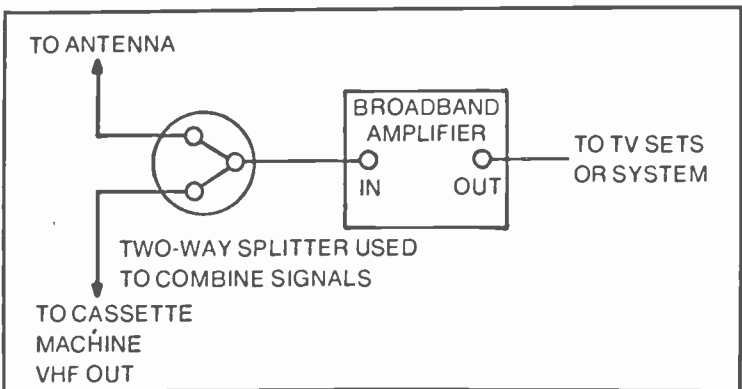 TO ANTENNA
BROADBAND
AMPLIFIER
IN
OUT
TO TV SETS
OR SYSTEM
TWO-WAY SPLITTER USED
TO COMBINE SIGNALS
TO CASSETTE
MACHINE
VHF OUT